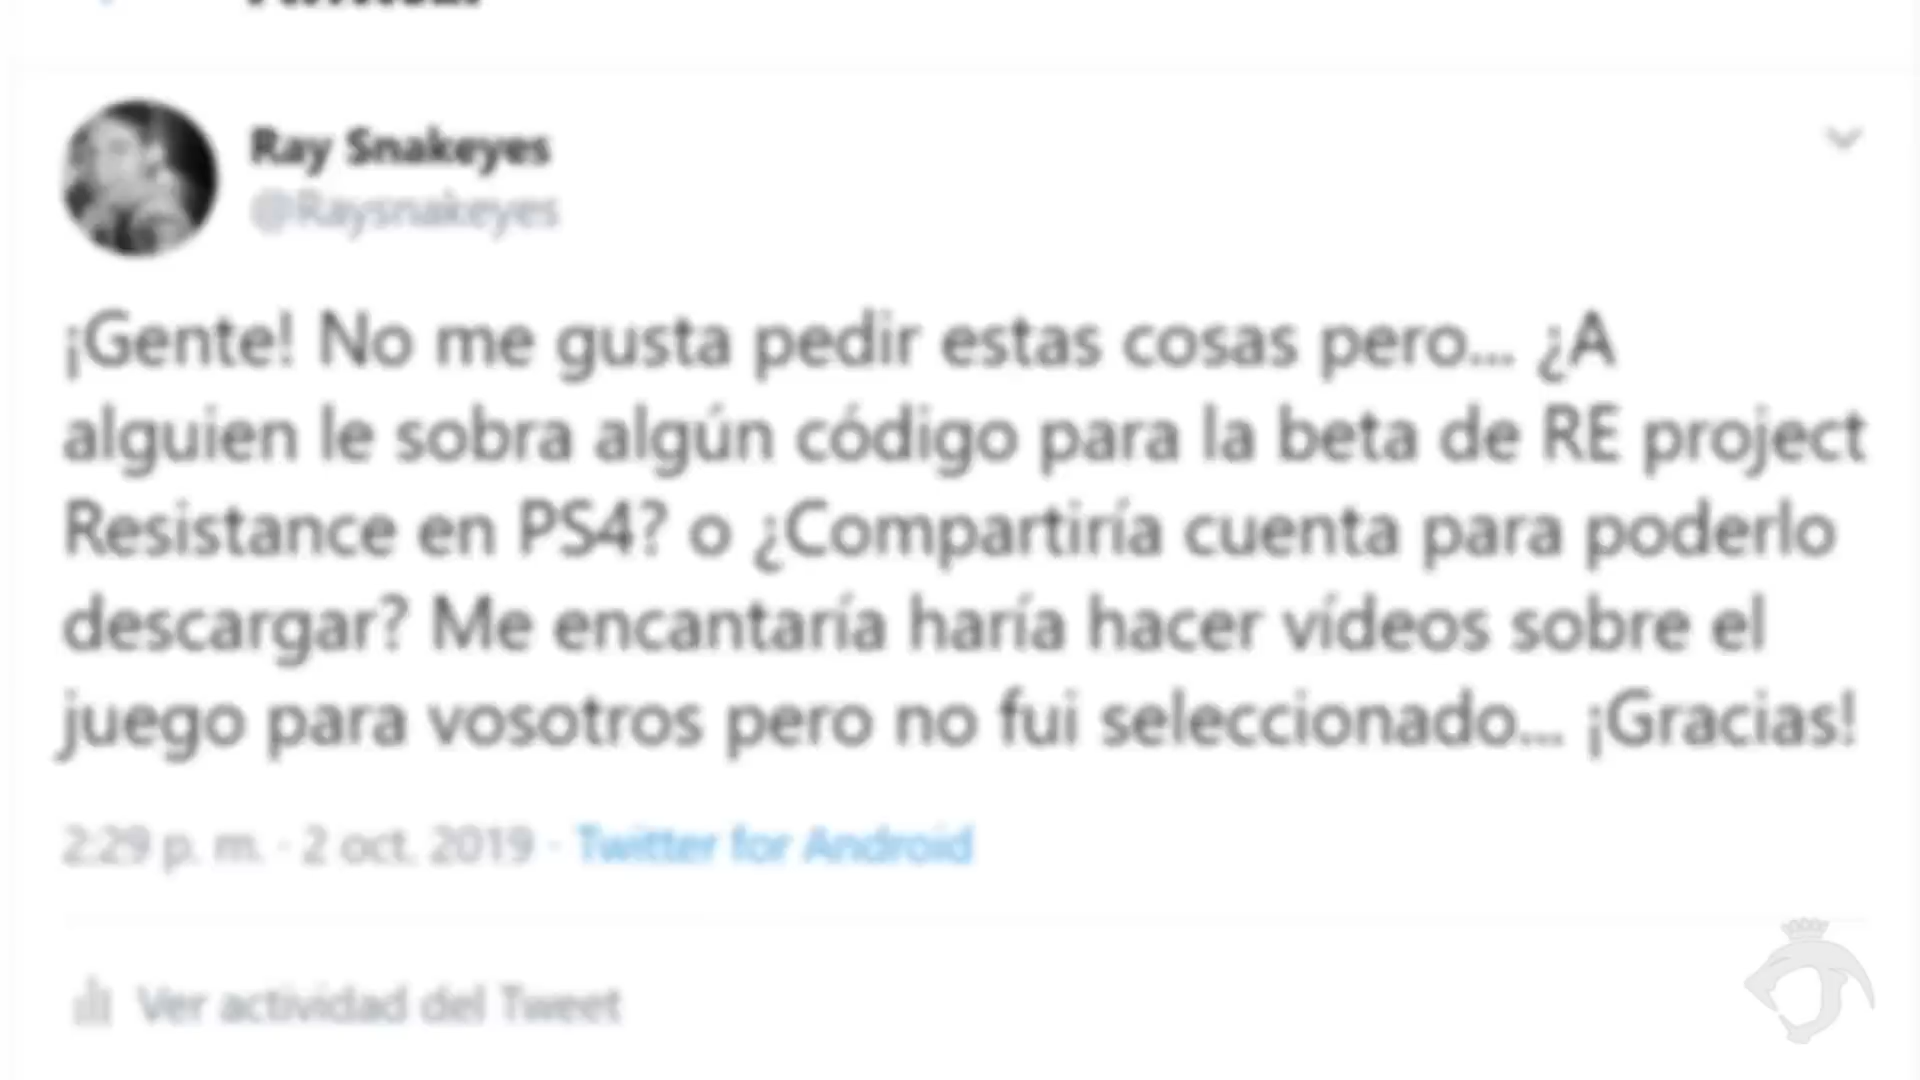 Ray Snakeyes
@Raysnakeyes
¡Gente! No me gusta pedir estas cosas pero... ¿A
alguien le sobra algún código para la beta de RE project
Resistance en PS4? o ¿Compartiría cuenta para poderlo
descargar? Me encantaría haría hacer vídeos sobre el
juego para vosotros pero no fui seleccionado... ¡Gracias!
2:29 p. m. · 2 oct. 2019 · Twitter for Android
Ver actividad del Tweet